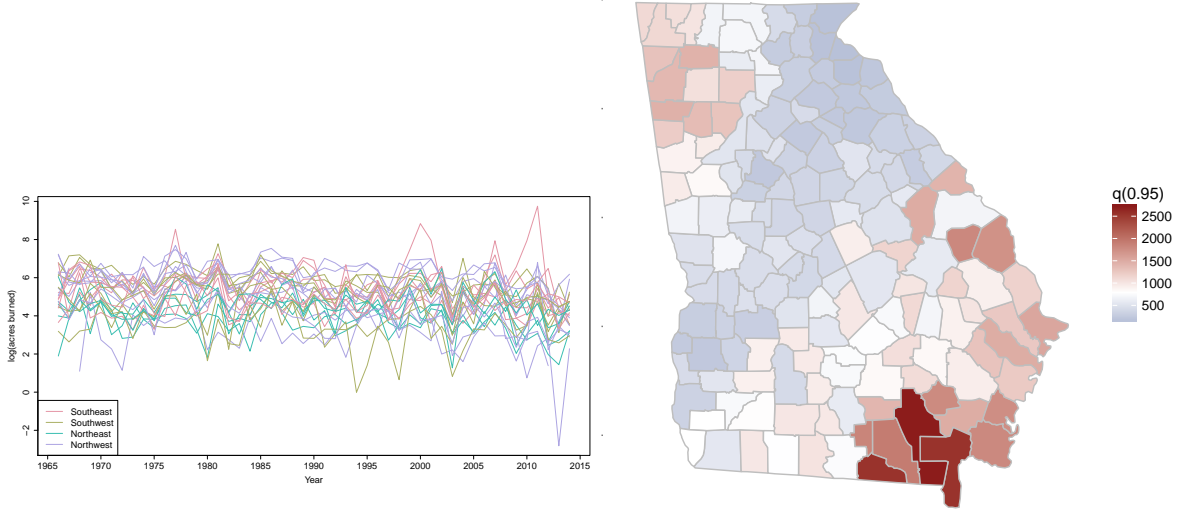 log(acres burned)
10
8
6
4
2
0
−2
Southeast
Southwest
Northeast
Northwest
1965 1970 1975 1980 1985 1990 1995 2000 2005 2010 2015
Year
q(0.95)
2500
2000
1500
1000
500